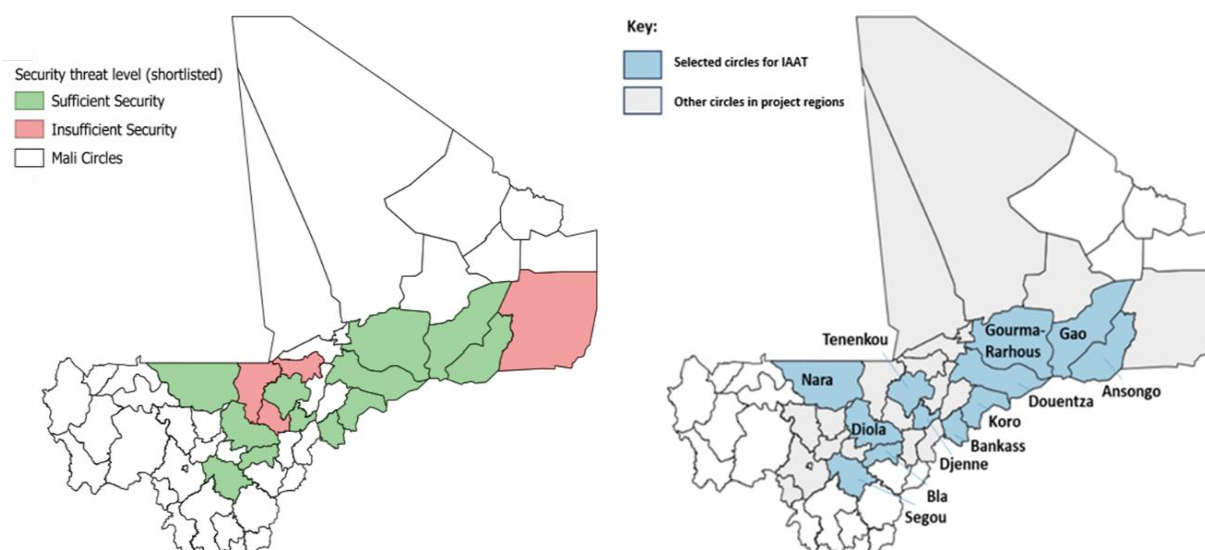 Security threat level (shortlisted)
Sufficient Security
Insufficient Security
Mali Circles
Key:
Selected circles for IAAT
Other circles in project regions
Tenenkou
Gourma-
Rarhous
Gao
Nara
Ansongo
Douentza
Koro
Diola
Bankass
Djenne
Bla
Segou